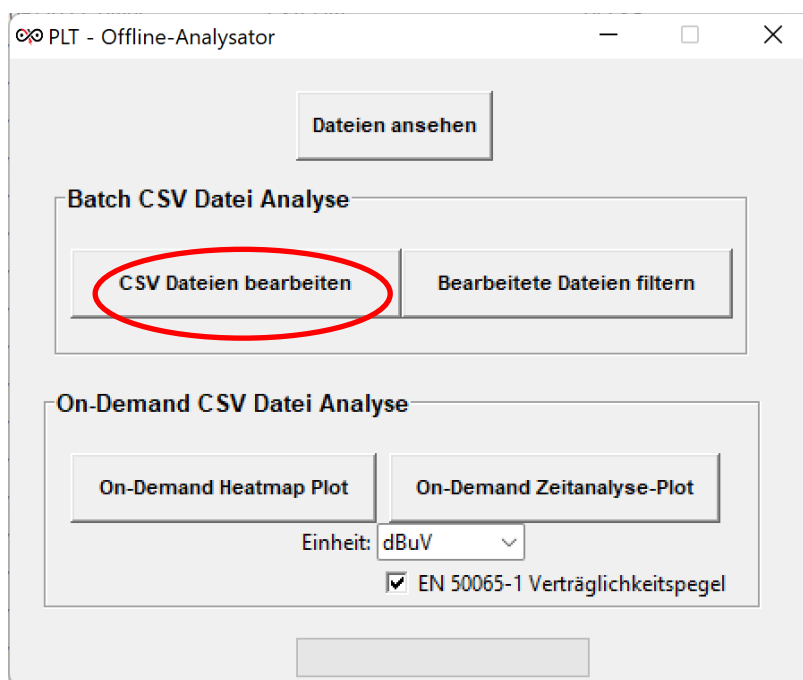 PLT - Offline-Analysator
Dateien ansehen
Batch CSV Datei Analyse
CSV Dateien bearbeiten
Bearbeitete Dateien filtern
On-Demand CSV Datei Analyse
On-Demand Heatmap Plot
On-Demand Zeitanalyse-Plot
Einheit: dBuV
EN 50065-1 Verträglichkeitspegel